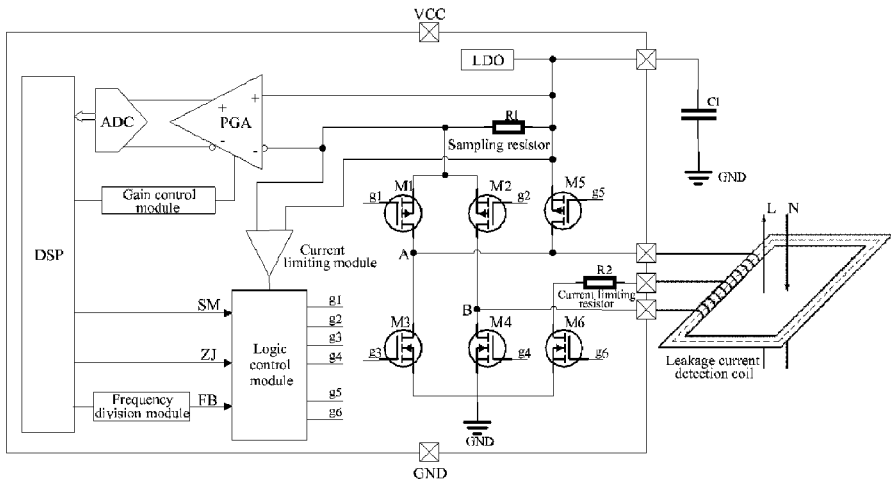 VCC
LDO
ADC
+
-
PGA
+
-
R1
Sampling resistor
C1
GND
Gain control
module
M1
M2
M5
g1
g2
g5
L
N
DSP
Current
limiting module
A
R2
Current limiting
resistor
B
SM
ZJ
FB
Logic
control
module
g1
g2
g3
g4
g5
g6
M3
M4
M6
g3
g4
g6
Frequency
division module
GND
Leakage current
detection coil
GND